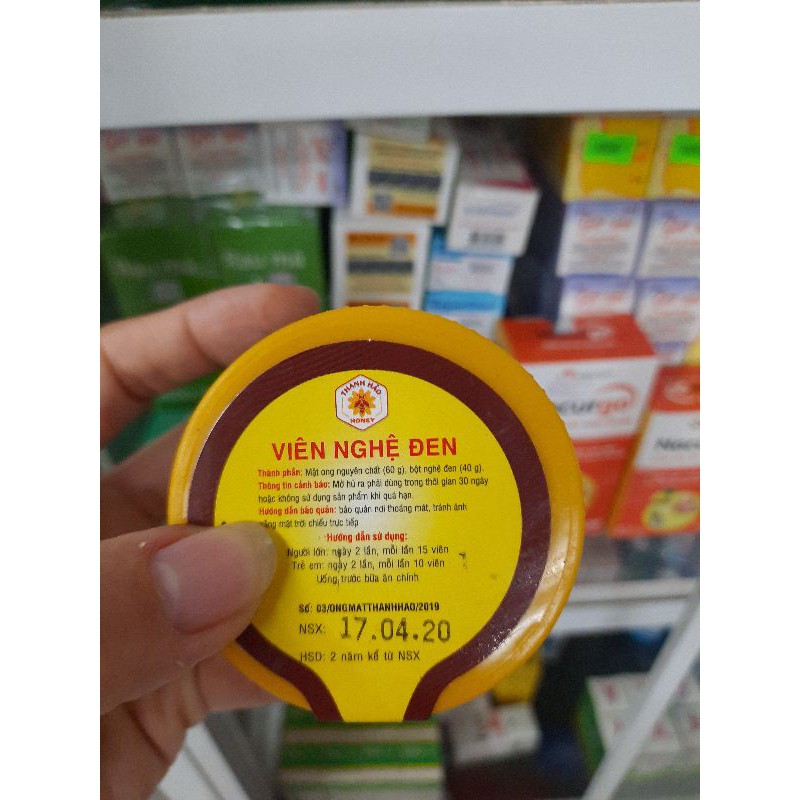 THANH HẢO
HONEY
VIÊN NGHỆ ĐEN
Thành phần: Mật ong nguyên chất (60 g), bột nghệ đen (40 g).
Thông tin cảnh báo: Mở hủ ra phải dùng trong thời gian 30 ngày
hoặc không sử dụng sản phẩm khi quá hạn.
Hướng dẫn bảo quản: bảo quản nơi thoáng mát, tránh ánh
nắng mặt trời chiếu trực tiếp
Hướng dẫn sử dụng:
Người lớn: ngày 2 lần, mỗi lần 15 viên
Trẻ em: ngày 2 lần, mỗi lần 10 viên
Uống trước bữa ăn chính
Số: 03/ONGMATTHANHHAO/2019
NSX: 17.04.20
HSD: 2 năm kể từ NSX